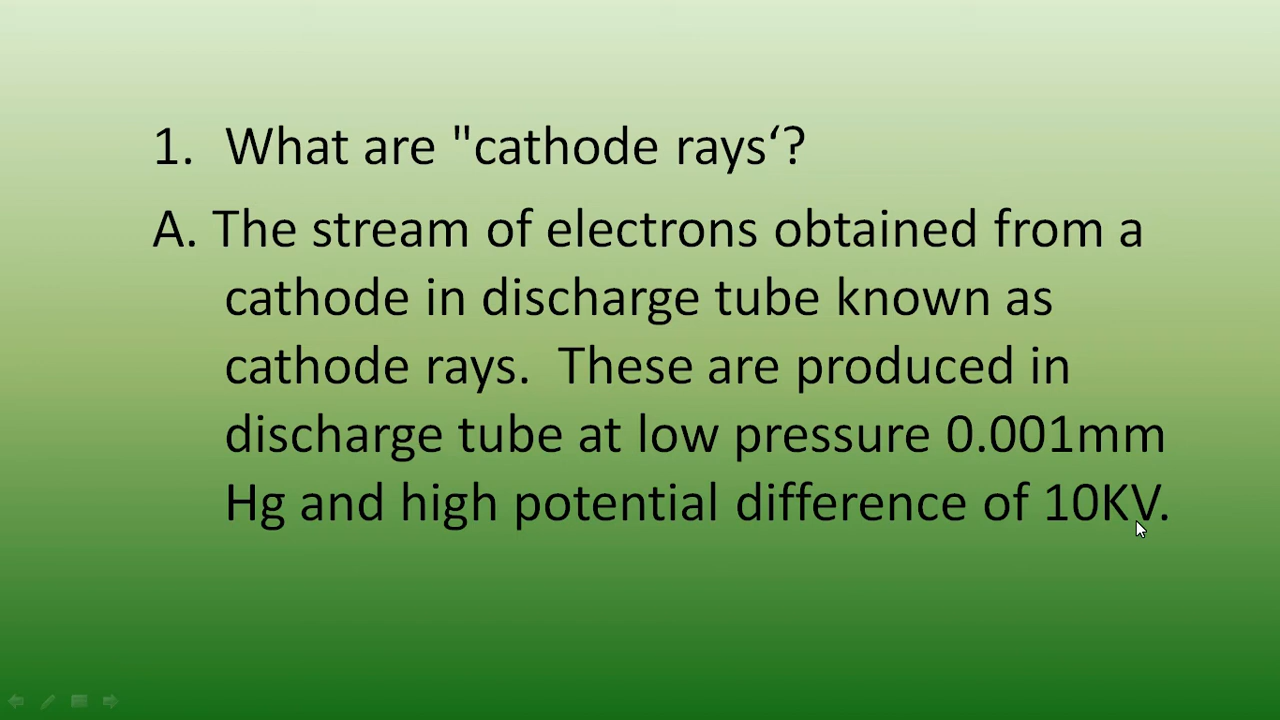 1. What are "cathode rays‘?
A. The stream of electrons obtained from a
cathode in discharge tube known as
cathode rays.  These are produced in
discharge tube at low pressure 0.001mm
Hg and high potential difference of 10KV.